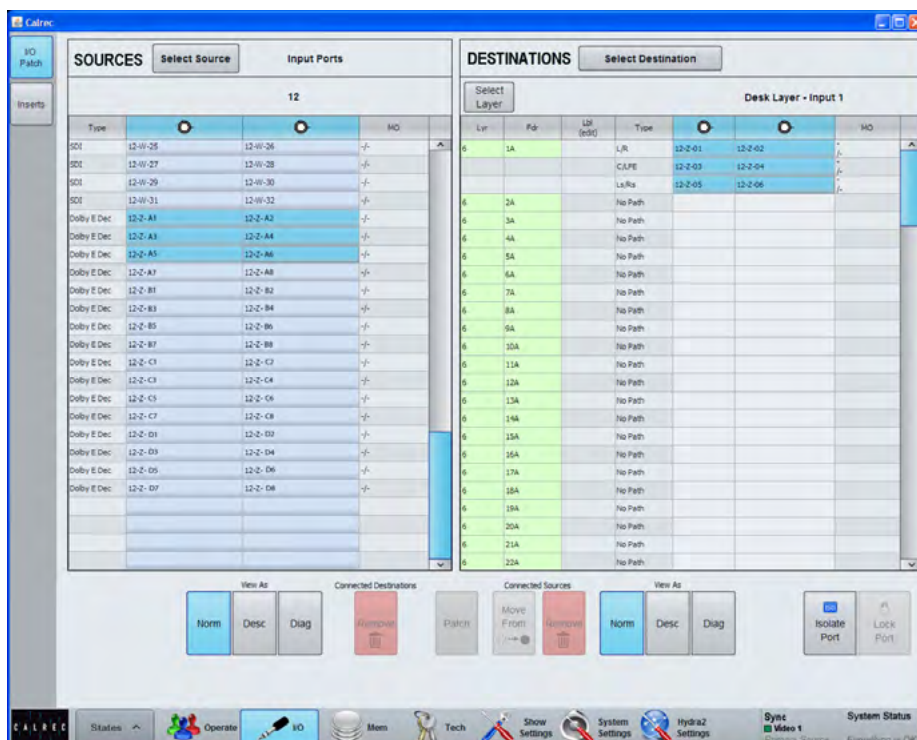 Calrec
I/O Patch
Inserts
SOURCES Select Source Input Ports
12
Type MO
SDI 12-W-25 12-W-26 -/-
SDI 12-W-27 12-W-28 -/-
SDI 12-W-29 12-W-30 -/-
SDI 12-W-31 12-W-32 -/-
Dolby E Dec 12-Z- A1 12-Z- A2 -/-
Dolby E Dec 12-Z- A3 12-Z- A4 -/-
Dolby E Dec 12-Z- A5 12-Z- A6 -/-
Dolby E Dec 12-Z- A7 12-Z- A8 -/-
Dolby E Dec 12-Z- B1 12-Z- B2 -/-
Dolby E Dec 12-Z- B3 12-Z- B4 -/-
Dolby E Dec 12-Z- B5 12-Z- B6 -/-
Dolby E Dec 12-Z- B7 12-Z- B8 -/-
Dolby E Dec 12-Z- C1 12-Z- C2 -/-
Dolby E Dec 12-Z- C3 12-Z- C4 -/-
Dolby E Dec 12-Z- C5 12-Z- C6 -/-
Dolby E Dec 12-Z- C7 12-Z- C8 -/-
Dolby E Dec 12-Z- D1 12-Z- D2 -/-
Dolby E Dec 12-Z- D3 12-Z- D4 -/-
Dolby E Dec 12-Z- D5 12-Z- D6 -/-
Dolby E Dec 12-Z- D7 12-Z- D8 -/-
DESTINATIONS Select Destination
Select Layer Desk Layer - Input 1
Lyr Fdr Lbl (edit) Type MO
6 1A L/R 12-Z-01 12-Z-02
C/LFE 12-Z-03 12-Z-04
Ls/Rs 12-Z-05 12-Z-06
6 2A No Path
6 3A No Path
6 4A No Path
6 5A No Path
6 6A No Path
6 7A No Path
6 8A No Path
6 9A No Path
6 10A No Path
6 11A No Path
6 12A No Path
6 13A No Path
6 14A No Path
6 15A No Path
6 16A No Path
6 17A No Path
6 18A No Path
6 19A No Path
6 20A No Path
6 21A No Path
6 22A No Path
View As Connected Destinations Connected Sources View As
Norm Desc Diag Remove Patch Move From Remove Norm Desc Diag Isolate Port Lock Port
CALREC States Operate I/O Mem Tech Show Settings System Settings Hydra2 Settings
Sync
Video 1
System Status